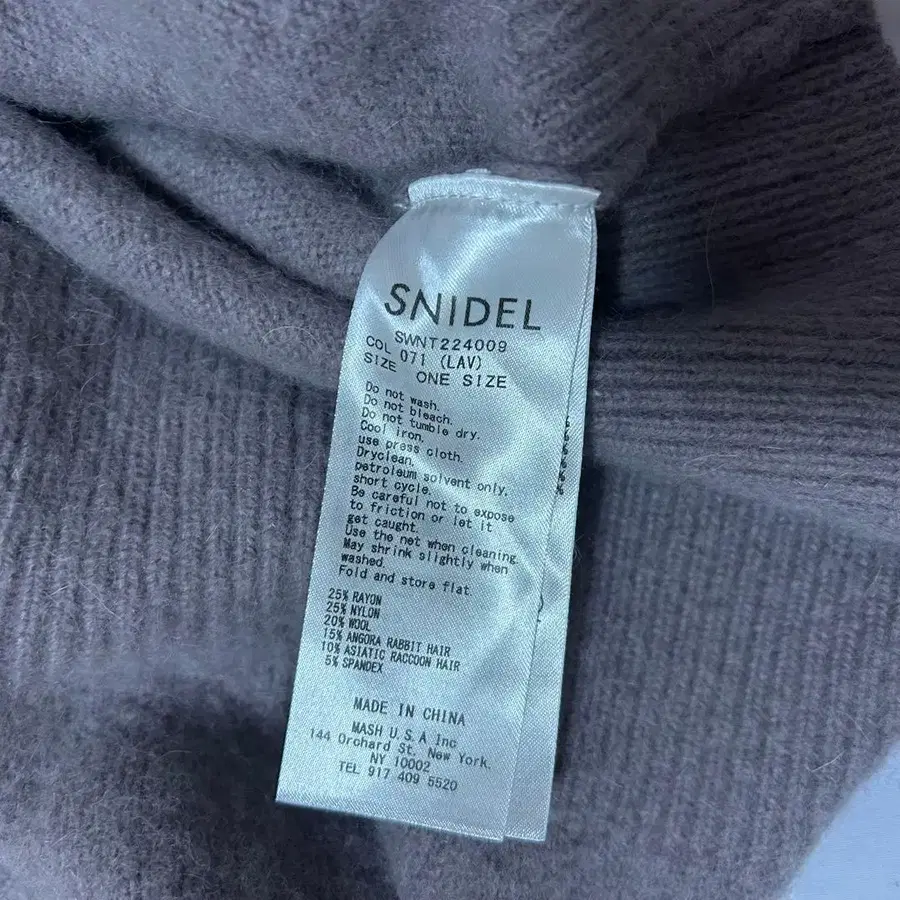 SNIDEL
SWNT224009
COL 071 (LAV)
SIZE ONE SIZE
Do not wash.
Do not bleach.
Do not tumble dry.
Cool iron.
use press cloth.
Dryclean.
petroleum solvent only.
short cycle.
Be careful not to expose
to friction or let it
get caught.
Use the net when cleaning.
May shrink slightly when
washed.
Fold and store flat.
25% RAYON
25% NYLON
20% WOOL
15% ANGORA RABBIT HAIR
10% ASIATIC RACCOON HAIR
5% SPANDEX
MADE IN CHINA
MASH U.S.A Inc
144 Orchard St. New York.
NY 10002
TEL 917 409 5520